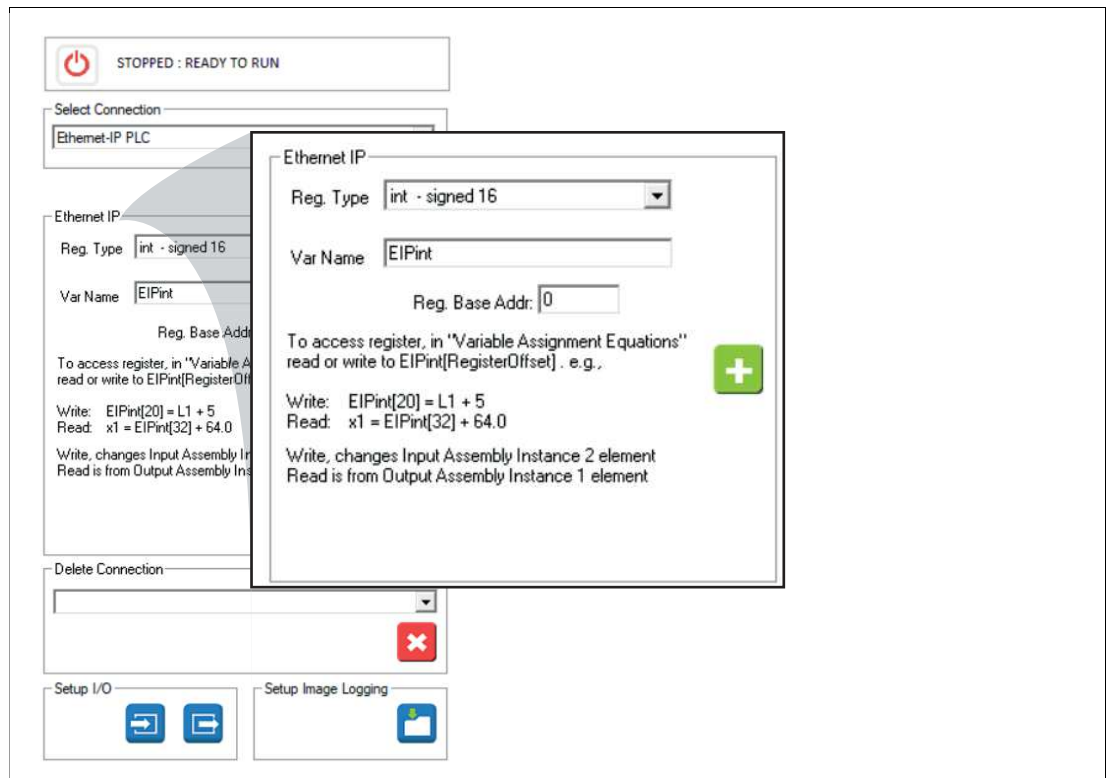 STOPPED : READY TO RUN
Select Connection
Ethernet-IP PLC
Ethernet IP
Reg. Type int - signed 16
Var Name EIPint
Reg. Base Addr
To access register, in "Variable A
read or write to EIPint[RegisterOff
Write: EIPint[20] = L1 + 5
Read: x1 = EIPint[32] + 64.0
Write, changes Input Assembly In
Read is from Output Assembly Ins
Ethernet IP
Reg. Type int - signed 16
Var Name EIPint
Reg. Base Addr: 0
To access register, in "Variable Assignment Equations"
read or write to EIPint[RegisterOffset] . e.g.,
Write: EIPint[20] = L1 + 5
Read: x1 = EIPint[32] + 64.0
Write, changes Input Assembly Instance 2 element
Read is from Output Assembly Instance 1 element
Delete Connection
Setup I/O
Setup Image Logging